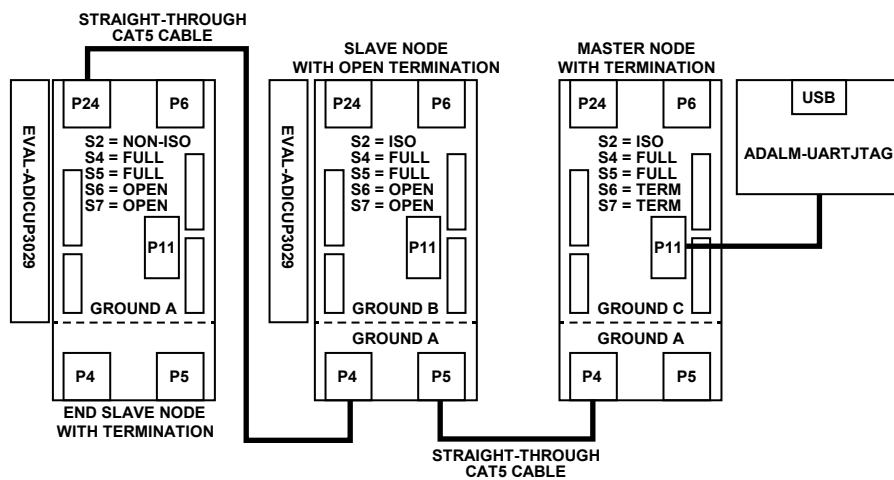 STRAIGHT-THROUGH
CAT5 CABLE
SLAVE NODE
WITH OPEN TERMINATION
MASTER NODE
WITH TERMINATION
EVAL-ADICUP3029
P24
P6
S2 = NON-ISO
S4 = FULL
S5 = FULL
S6 = OPEN
S7 = OPEN
P11
GROUND A
P4
P5
END SLAVE NODE
WITH TERMINATION
EVAL-ADICUP3029
P24
P6
S2 = ISO
S4 = FULL
S5 = FULL
S6 = OPEN
S7 = OPEN
P11
GROUND B
GROUND A
P4
P5
P24
P6
S2 = ISO
S4 = FULL
S5 = FULL
S6 = TERM
S7 = TERM
P11
GROUND C
GROUND A
P4
P5
USB
ADALM-UARTJTAG
STRAIGHT-THROUGH
CAT5 CABLE